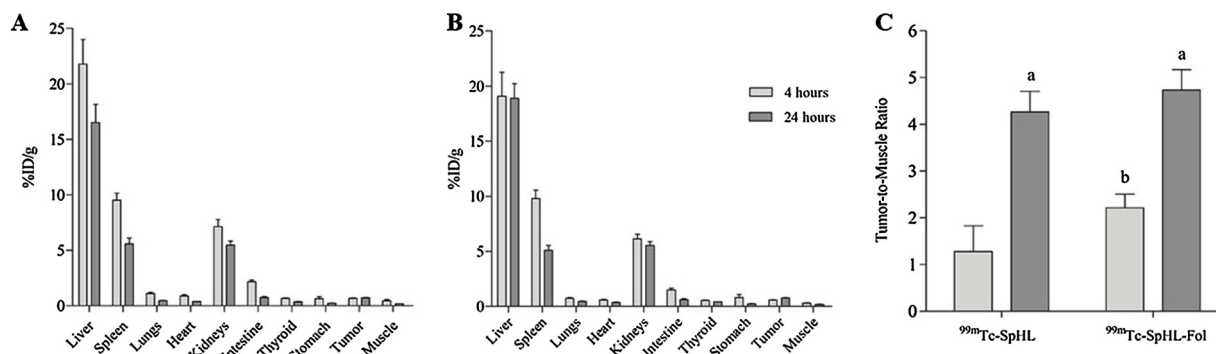 A
25
20
15
10
5
0
%ID/g
Liver
Spleen
Lungs
Heart
Kidneys
Intestine
Thyroid
Stomach
Tumor
Muscle
B
25
20
15
10
5
0
%ID/g
4 hours
24 hours
Liver
Spleen
Lungs
Heart
Kidneys
Intestine
Thyroid
Stomach
Tumor
Muscle
C
6
5
4
3
2
1
0
Tumor-to-Muscle Ratio
a
b
a
99mTc-SpHL
99mTc-SpHL-Fol